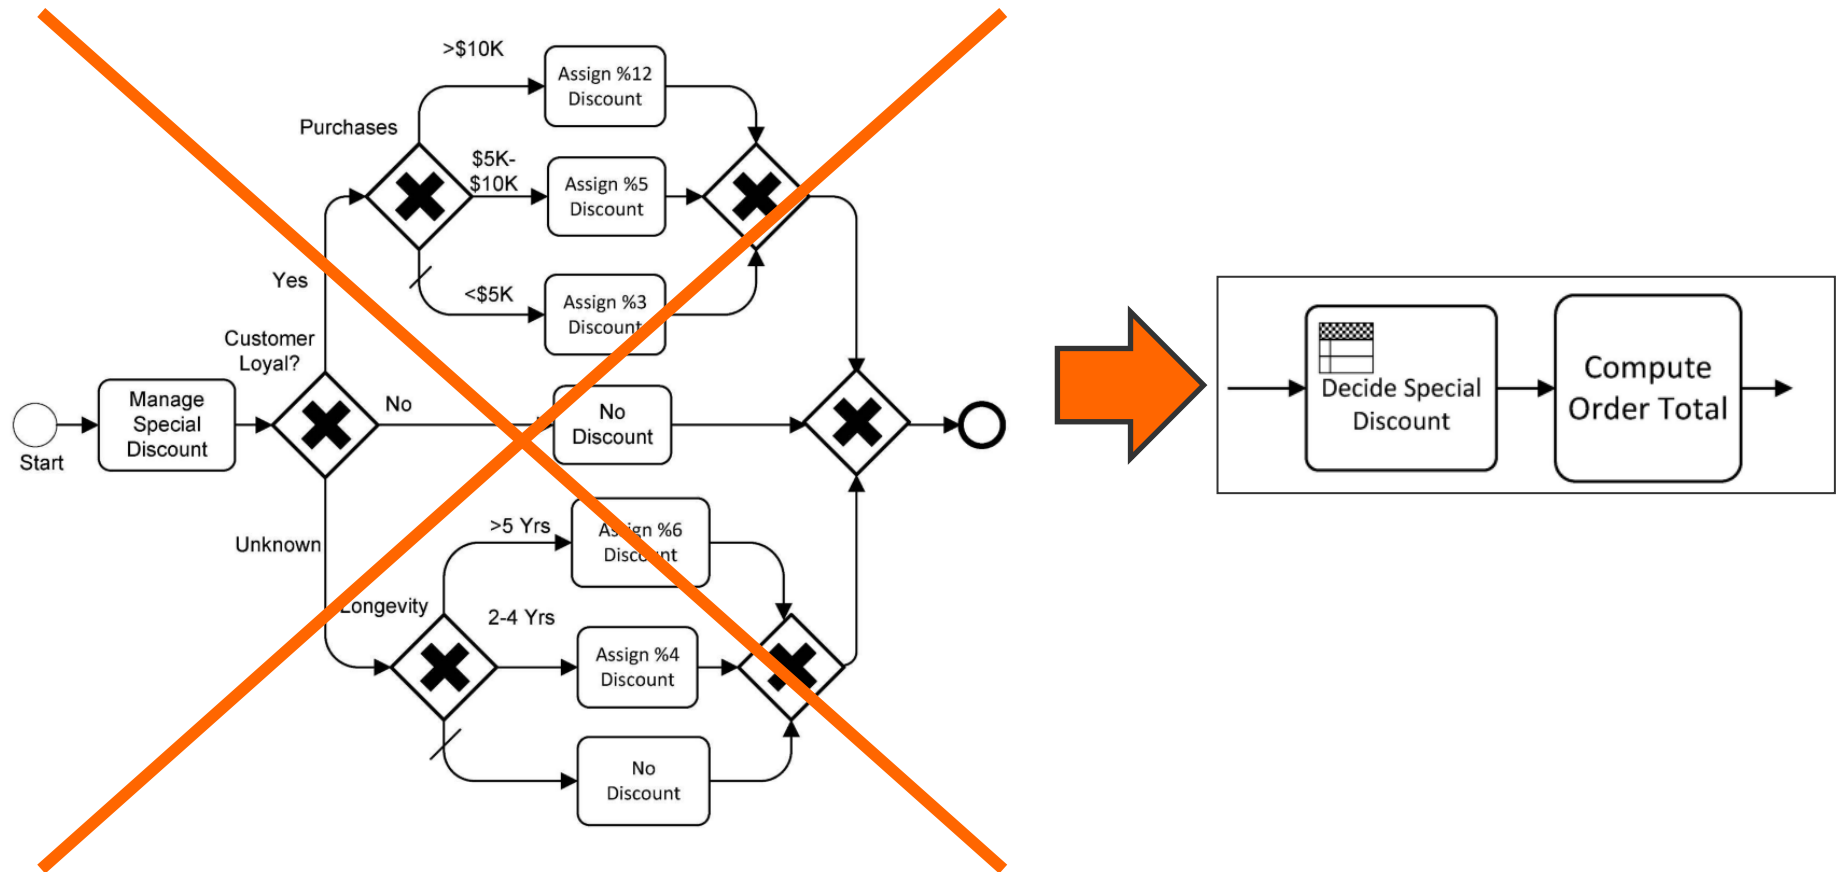 >$10K
Assign %12
Discount
Purchases
$5K-
$10K
Assign %5
Discount
<$5K
Assign %3
Discount
Yes
Customer
Loyal?
Manage
Special
Discount
Start
No
No
Discount
Unknown
>5 Yrs
Assign %6
Discount
Longevity
2-4 Yrs
Assign %4
Discount
No
Discount
Decide Special
Discount
Compute
Order Total